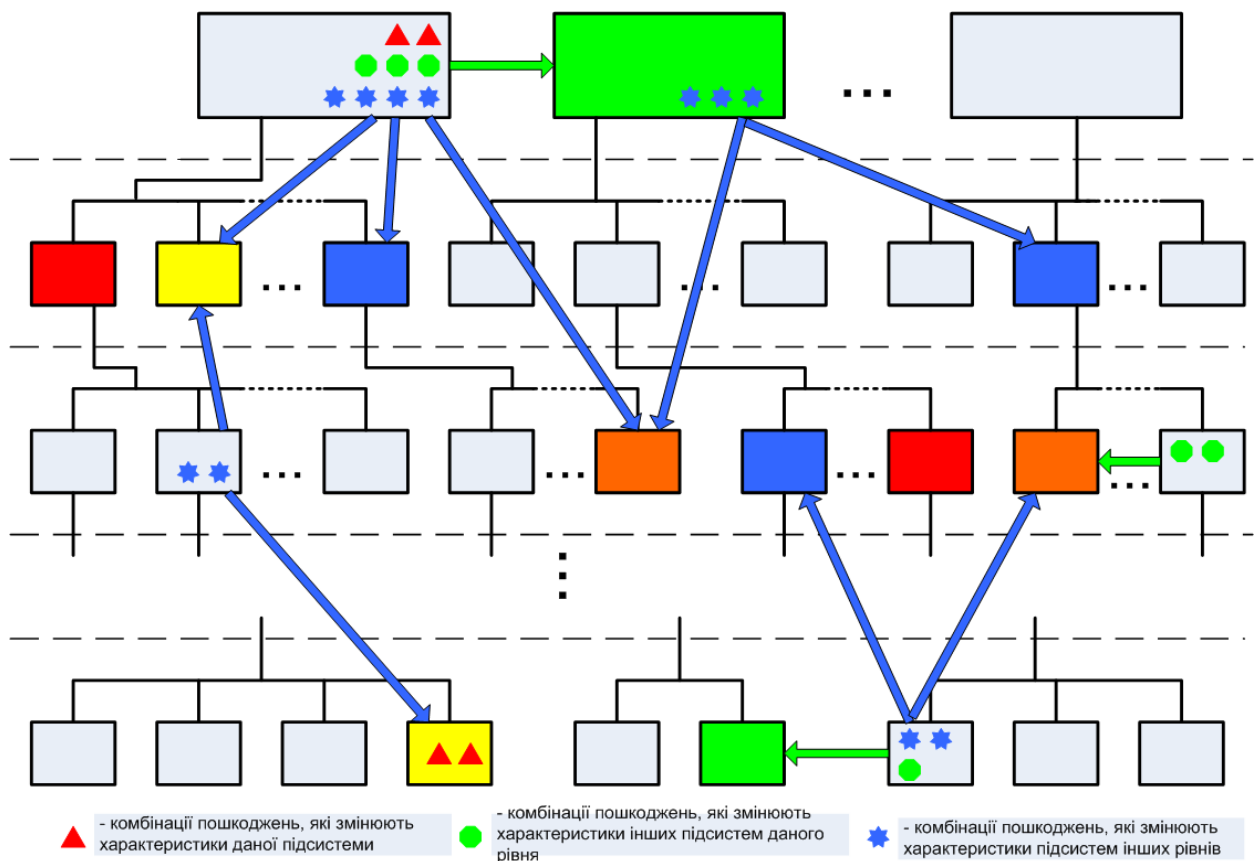 - комбінації пошкоджень, які змінюють
характеристики даної підсистеми
- комбінації пошкоджень, які змінюють
характеристики інших підсистем даного
рівня
- комбінації пошкоджень, які змінюють
характеристики підсистем інших рівнів